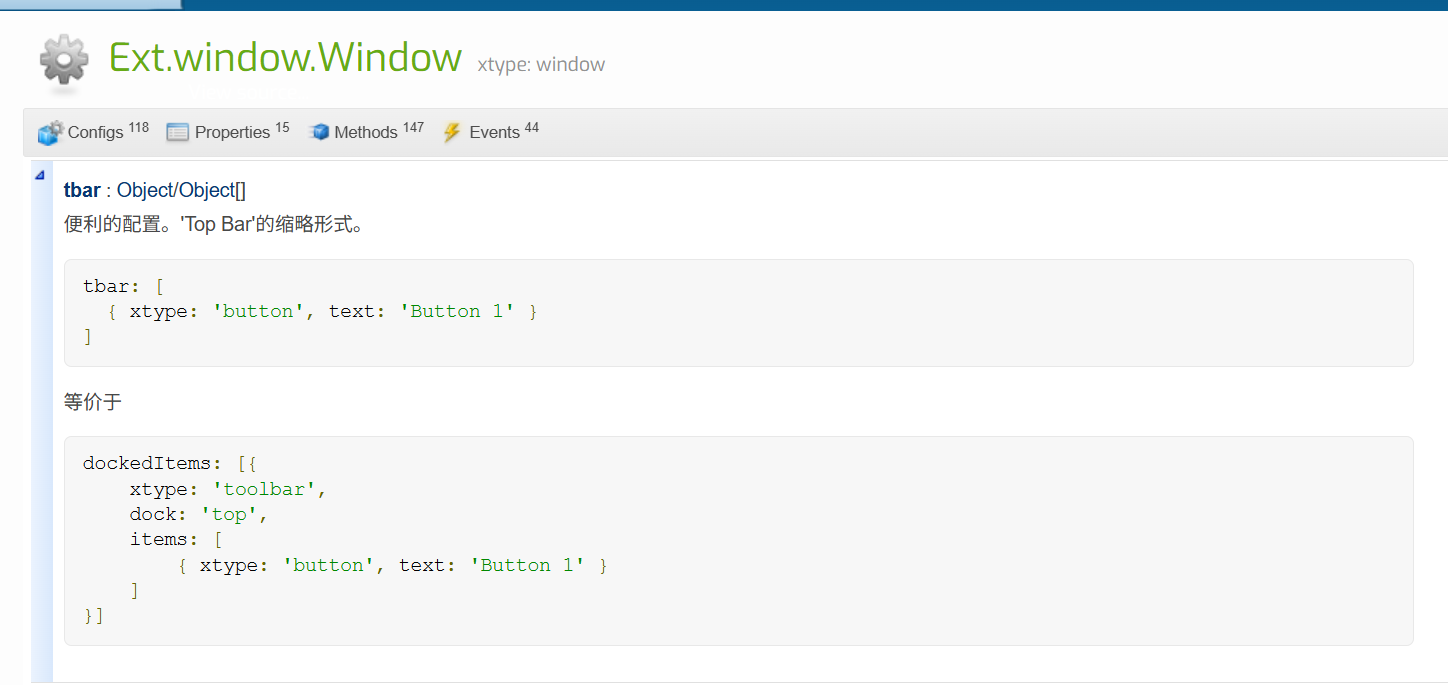 Ext.window.Window xtype: window
Configs 118 Properties 15 Methods 147 Events 44
tbar : Object/Object[]
便利的配置。'Top Bar'的缩略形式。
tbar: [
  { xtype: 'button', text: 'Button 1' }
]
等价于
dockedItems: [{
    xtype: 'toolbar',
    dock: 'top',
    items: [
        { xtype: 'button', text: 'Button 1' }
    ]
}]